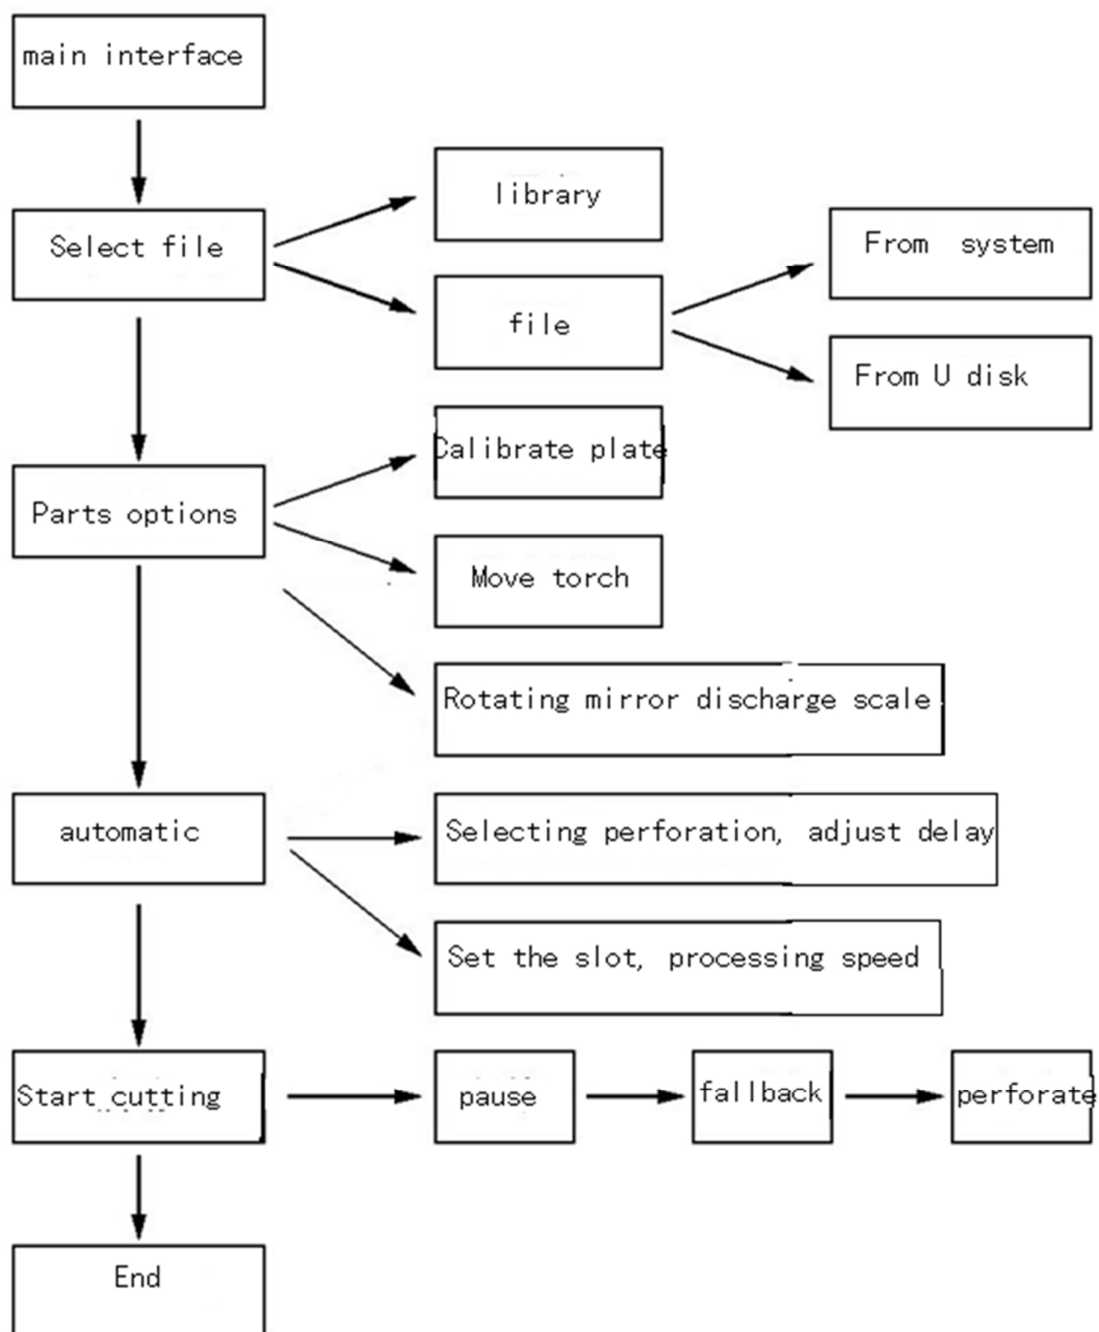 main interface
Select file
library
file
From system
From U disk
Parts options
Calibrate plate
Move torch
Rotating mirror discharge scale
automatic
Selecting perforation, adjust delay
Set the slot, processing speed
Start cutting
pause
fallback
perforate
End